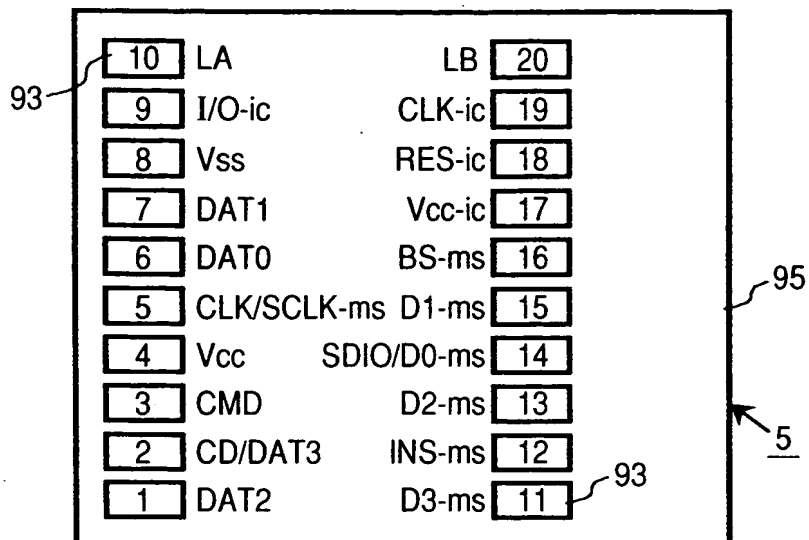 10 LA LB 20
93
9 I/O-ic CLK-ic 19
8 Vss RES-ic 18
7 DAT1 Vcc-ic 17
6 DAT0 BS-ms 16
95
5 CLK/SCLK-ms D1-ms 15
4 Vcc SDIO/D0-ms 14
3 CMD D2-ms 13
5
2 CD/DAT3 INS-ms 12
93
1 DAT2 D3-ms 11